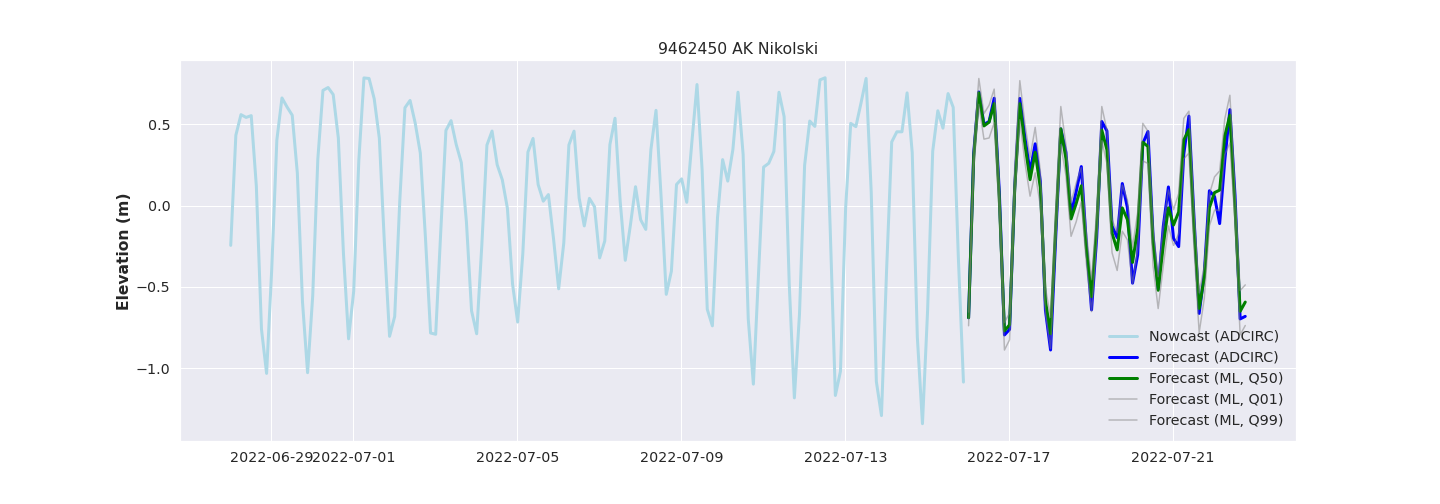 9462450 AK Nikolski
Elevation (m)
0.5
0.0
−0.5
−1.0
Nowcast (ADCIRC)
Forecast (ADCIRC)
Forecast (ML, Q50)
Forecast (ML, Q01)
Forecast (ML, Q99)
2022-06-29 2022-07-01 2022-07-05 2022-07-09 2022-07-13 2022-07-17 2022-07-21